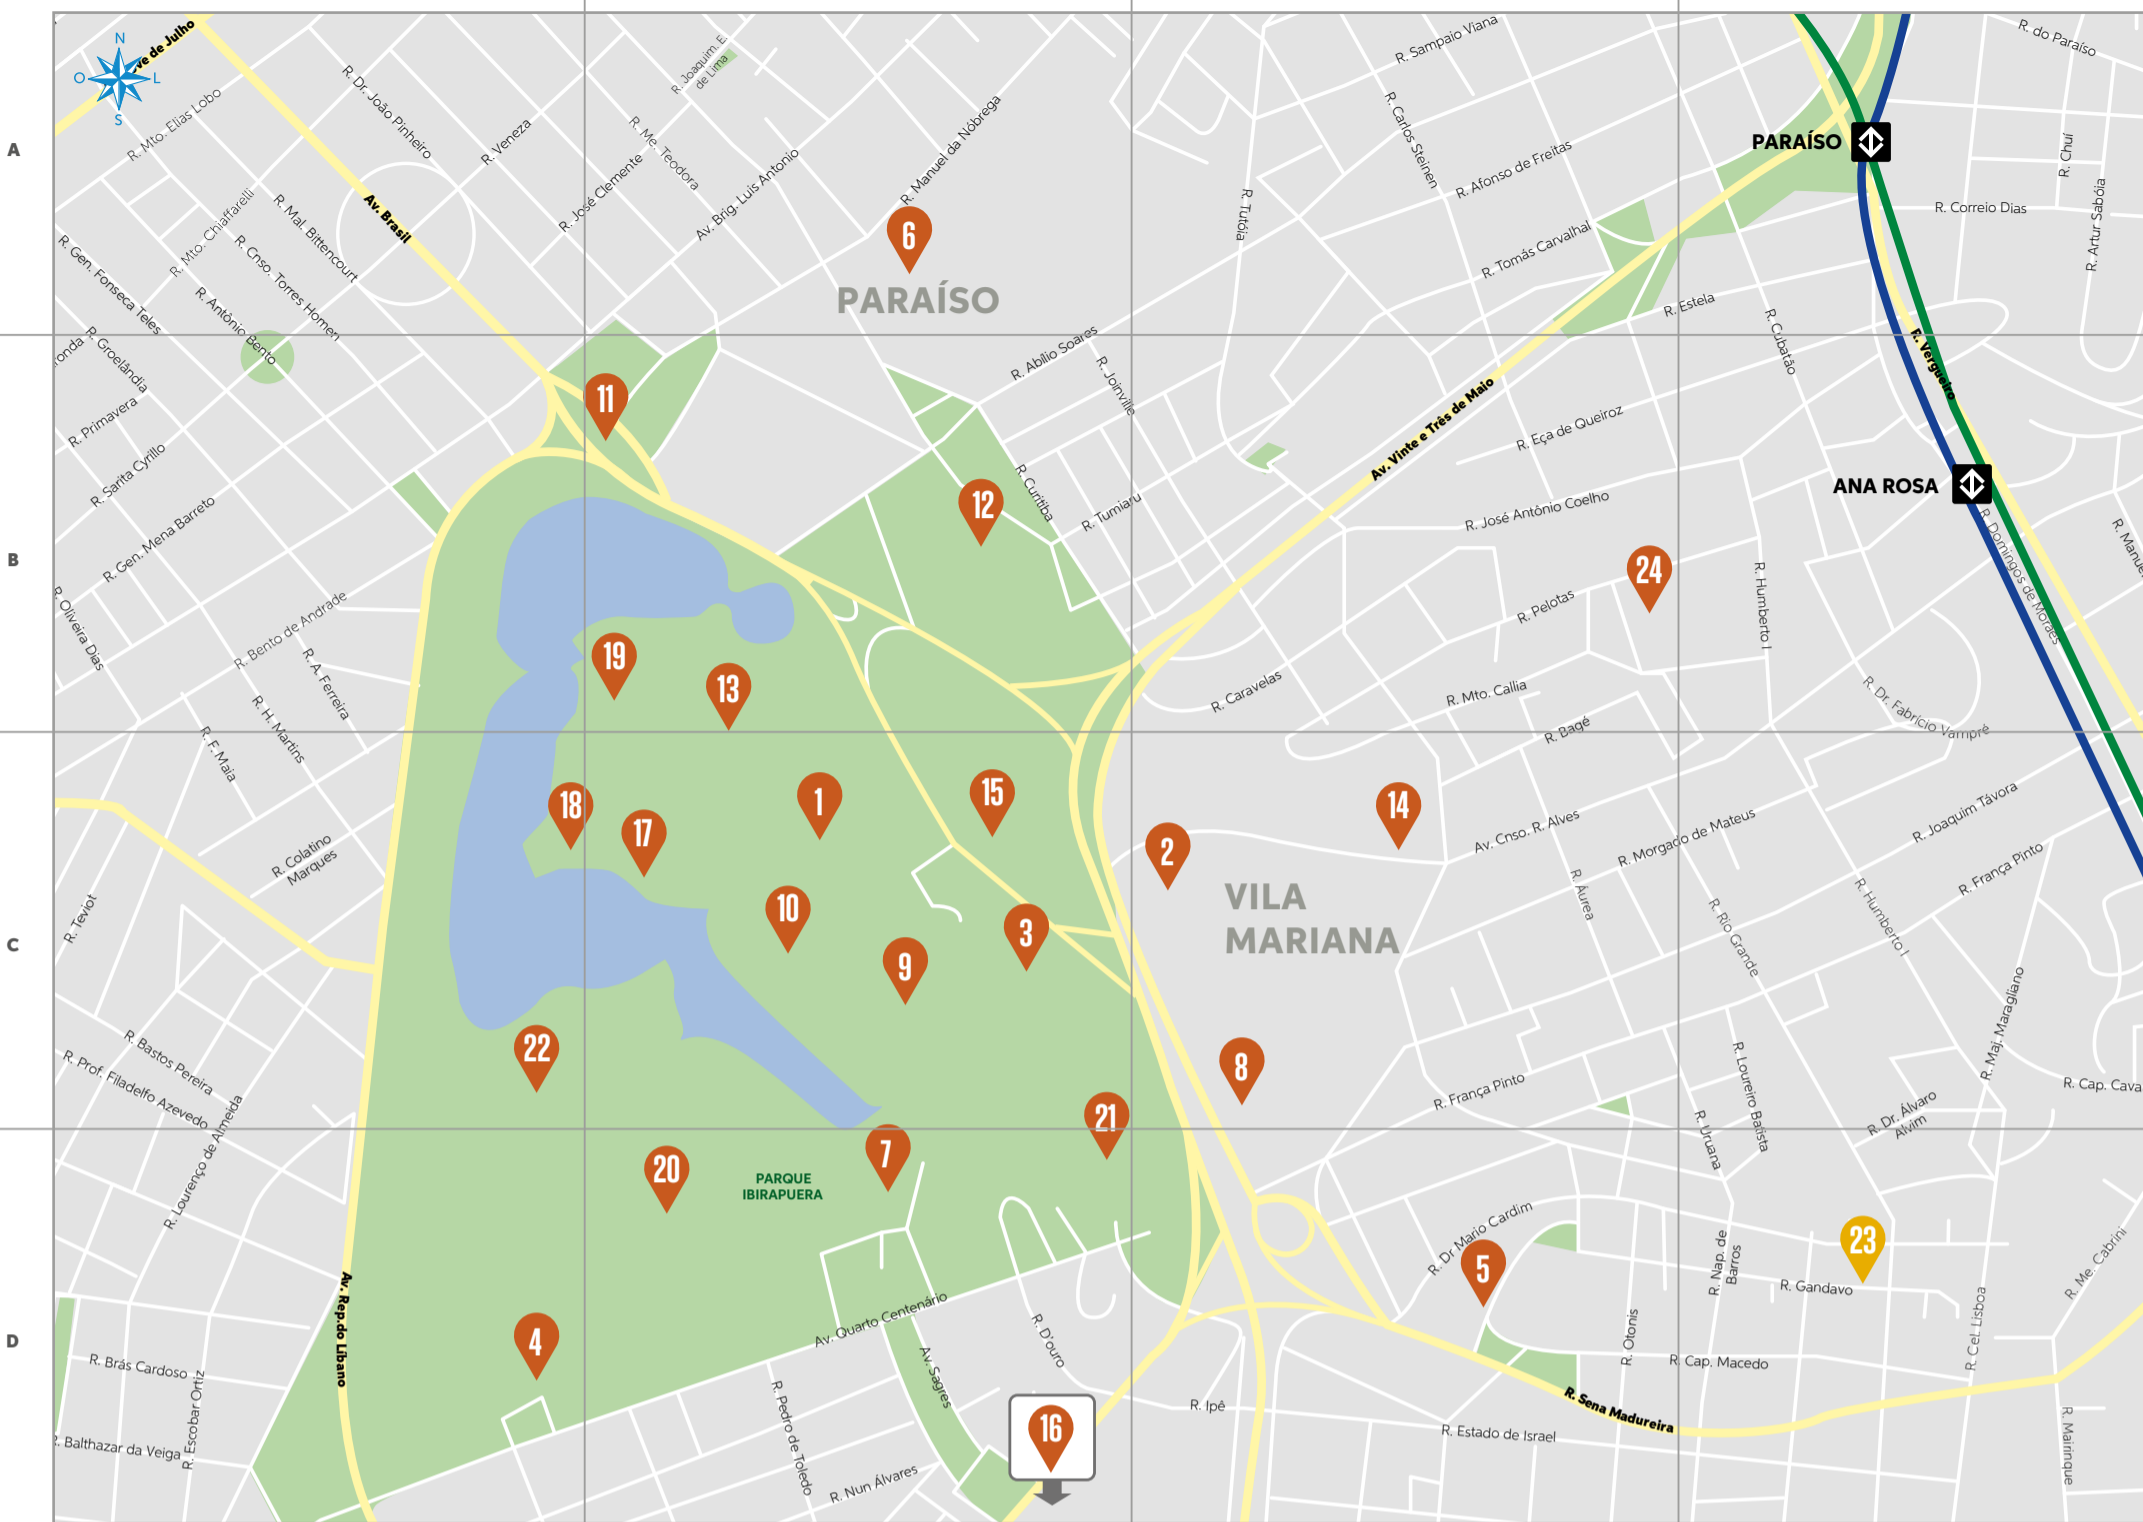 ve de Julho
N
O
L
S
R. Mto. Elias Lobo
R. Dr. João Pinheiro
R. Veneza
R. Joaquim. E.
de Lima
R. Me. Teodora
R. José Clemente
Av. Brig. Luís Antonio
R. Manuel da Nóbrega
R. Sampaio Viana
R. Carlos Steinen
R. Afonso de Freitas
R. Tutóia
R. Tomás Carvalhal
R. do Paraíso
PARAÍSO
R. Chuí
R. Correio Dias
R. Artur Sabóia
A
R. Mto. Chiaffarelli
R. Mal. Bittencourt
R. Cnso. Torres Homen
R. Gen. Fonseca Teles
R. Antônio Bento
Av. Brasil
6
PARAÍSO
R. Estela
R. Cubatão
R. Vergueiro
onda
R. Groelândia
R. Primavera
R. Sarita Cyrillo
R. Gen. Mena Barreto
R. Oliveira Dias
R. Bento de Andrade
R. A. Ferreira
R. H. Martins
R. F. Maia
11
R. Abílio Soares
R. Joinville
R. Curitiba
R. Tumiaru
12
Av. Vinte e Três de Maio
R. Eça de Queiroz
R. José Antônio Coelho
ANA ROSA
R. Domingos de Moraes
R. Manue
B
24
R. Pelotas
R. Humberto I
19
13
R. Caravelas
R. Mto. Callia
R. Bagé
R. Dr. Fabrício Vampré
18
17
1
15
2
14
Av. Cnso. R. Alves
R. Morgado de Mateus
R. Joaquim Távora
R. França Pinto
R. Colatino
Marques
R. Teviot
10
9
3
VILA
MARIANA
R. Áurea
R. Rio Grande
R. Humberto I
C
R. Maj. Maragliano
R. Bastos Pereira
R. Prof. Filadelfo Azevedo
R. Lourenço de Almeida
22
8
R. França Pinto
R. Loureiro Batista
R. Uruana
R. Dr. Álvaro
Alvim
R. Cap. Cava
21
7
20
PARQUE
IBIRAPUERA
R. Dr Mario Cardim
5
R. Nap. de
Barros
23
R. Gandavo
R. Me. Cabrini
R. Cel. Lisboa
Av. Rep.do Líbano
4
D
Av. Quarto Centenário
R. D'ouro
Av. Sagres
R. Brás Cardoso
R. Escobar Ortiz
R. Balthazar da Veiga
R. Pedro de Toledo
R. Nun Álvares
16
R. Ipê
R. Otonis
R. Cap. Macedo
R. Sena Madureira
R. Estado de Israel
R. Mairinque